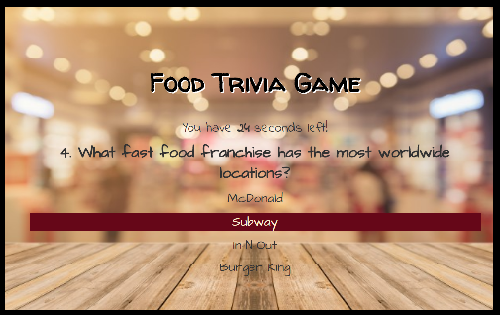 Food Trivia Game
You have 24 seconds left!
4. What fast food franchise has the most worldwide
locations?
McDonald
Subway
In N Out
Burger King